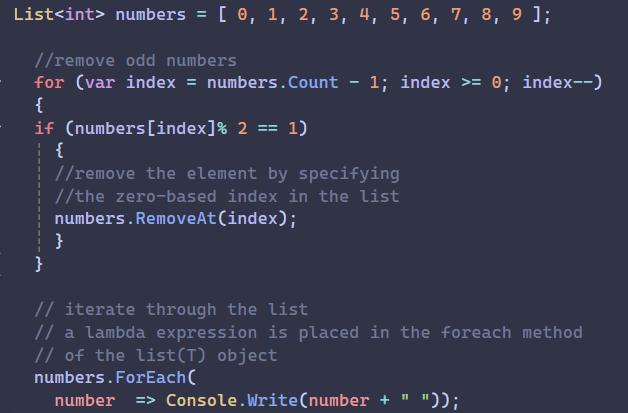 List<int> numbers = [ 0, 1, 2, 3, 4, 5, 6, 7, 8, 9 ];
//remove odd numbers
for (var index = numbers.Count - 1; index >= 0; index--)
{
if (numbers[index]% 2 == 1)
{
//remove the element by specifying
//the zero-based index in the list
numbers.RemoveAt(index);
}
}
// iterate through the list
// a lambda expression is placed in the foreach method
// of the list(T) object
numbers.ForEach(
number  => Console.Write(number + " "));